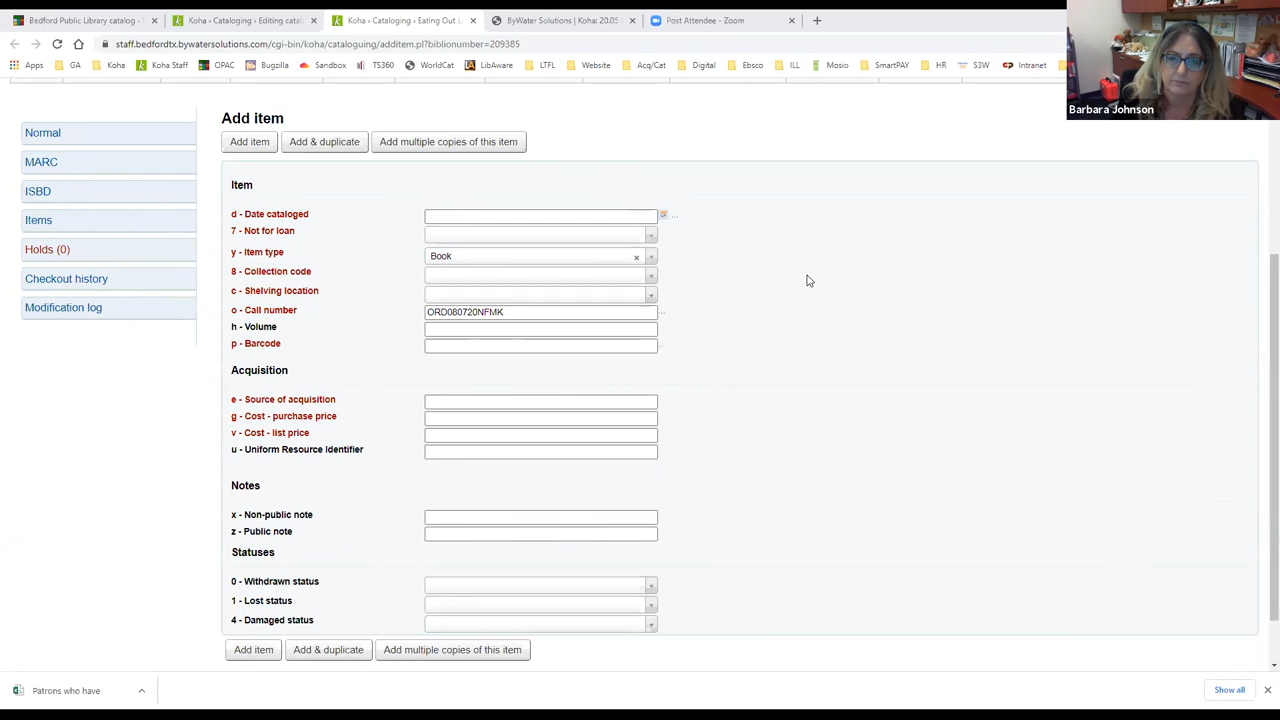 Bedford Public Library catalog ×
Koha › Cataloging › Editing catal ×
Koha › Cataloging › Eating Out L ×
ByWater Solutions | Koha: 20.05 ×
Post Attendee - Zoom ×
staff.bedfordtx.bywatersolutions.com/cgi-bin/koha/cataloguing/additem.pl?biblionumber=209385
Apps GA Koha Koha Staff OPAC Bugzilla Sandbox TS360 WorldCat LibAware LTFL Website Acq/Cat Digital Ebsco ILL Mosio SmartPAY HR S3W Intranet
Barbara Johnson
Normal
MARC
ISBD
Items
Holds (0)
Checkout history
Modification log
Add item
Add item Add & duplicate Add multiple copies of this item
Item
d - Date cataloged ...
7 - Not for loan
y - Item type Book ×
8 - Collection code
c - Shelving location
o - Call number ORD080720NFMK ...
h - Volume
p - Barcode ...
Acquisition
e - Source of acquisition
g - Cost - purchase price
v - Cost - list price
u - Uniform Resource Identifier
Notes
x - Non-public note
z - Public note
Statuses
0 - Withdrawn status
1 - Lost status
4 - Damaged status
Add item Add & duplicate Add multiple copies of this item
Patrons who have
Show all